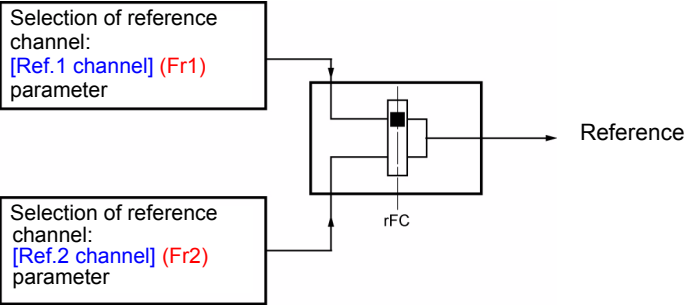 Selection of reference
channel:
[Ref.1 channel] (Fr1)
parameter
Reference
rFC
Selection of reference
channel:
[Ref.2 channel] (Fr2)
parameter